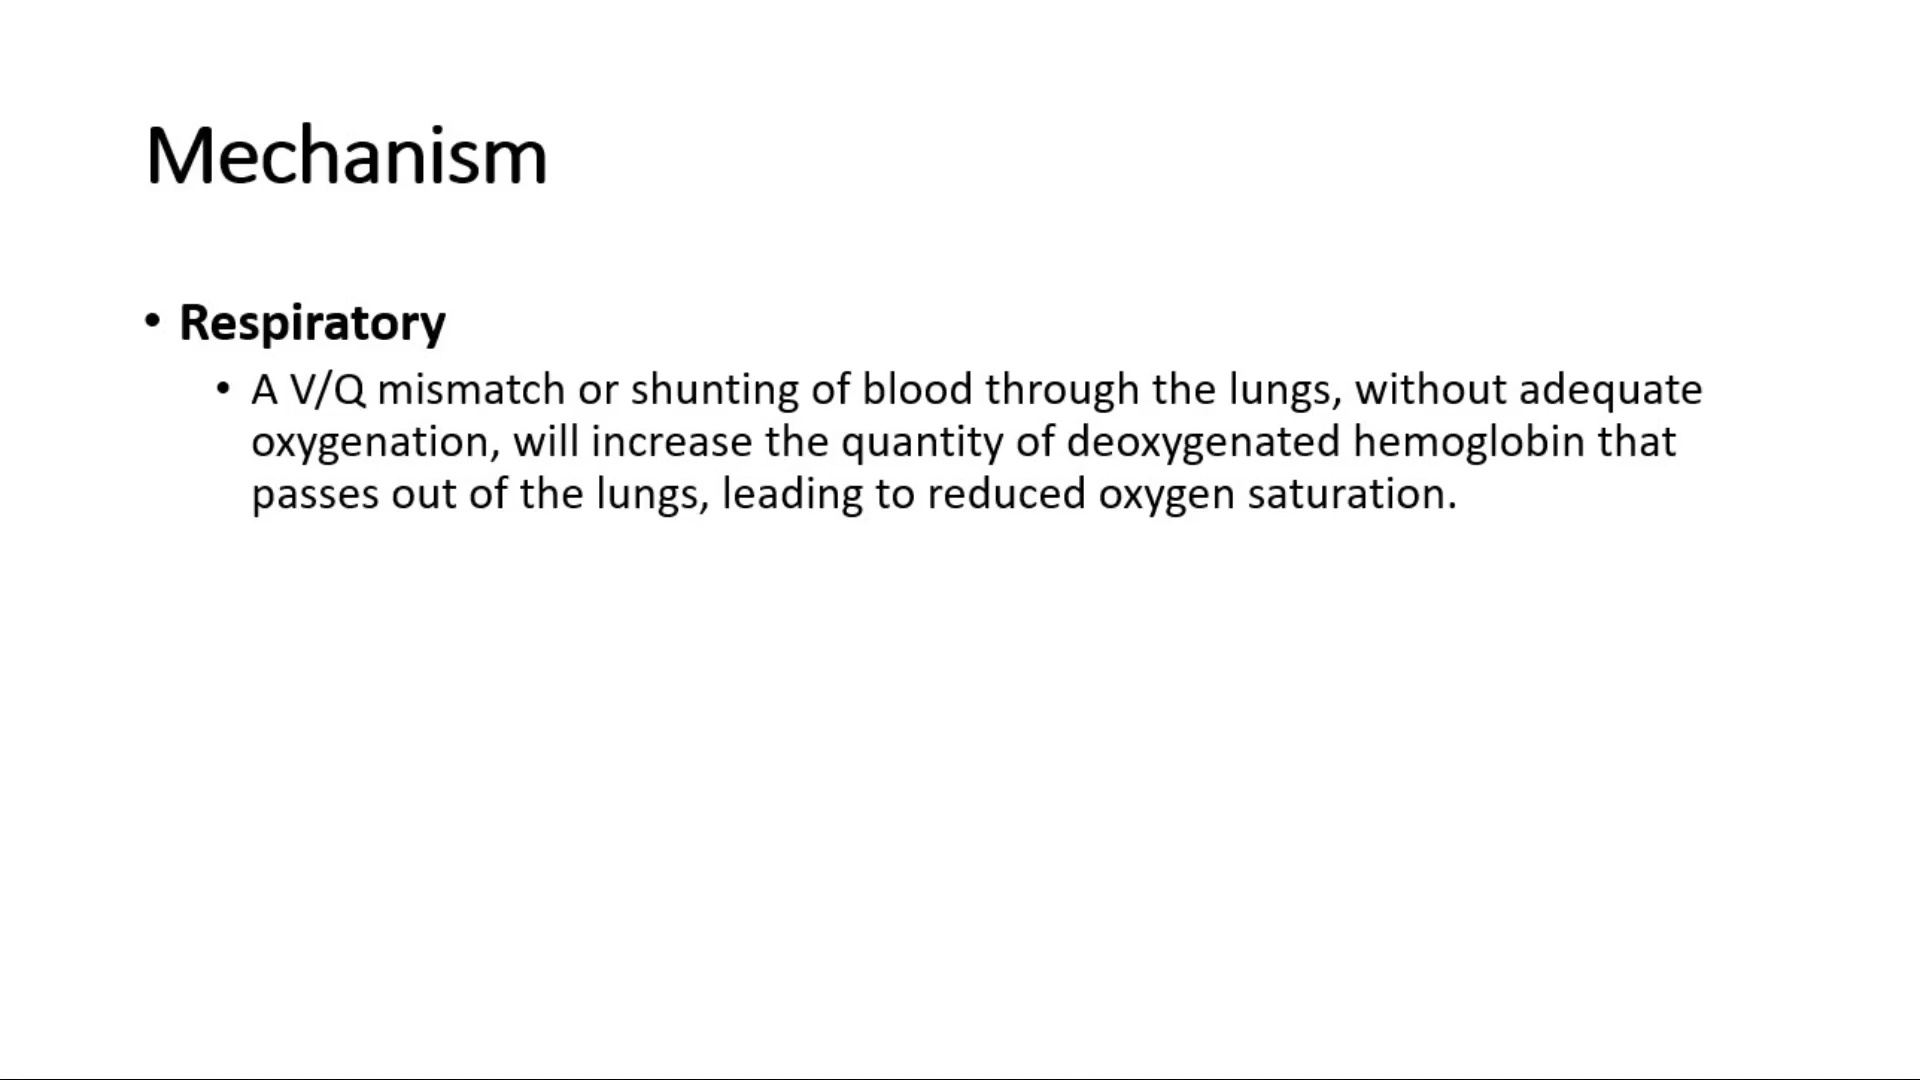 Mechanism
• Respiratory
• A V/Q mismatch or shunting of blood through the lungs, without adequate
oxygenation, will increase the quantity of deoxygenated hemoglobin that
passes out of the lungs, leading to reduced oxygen saturation.